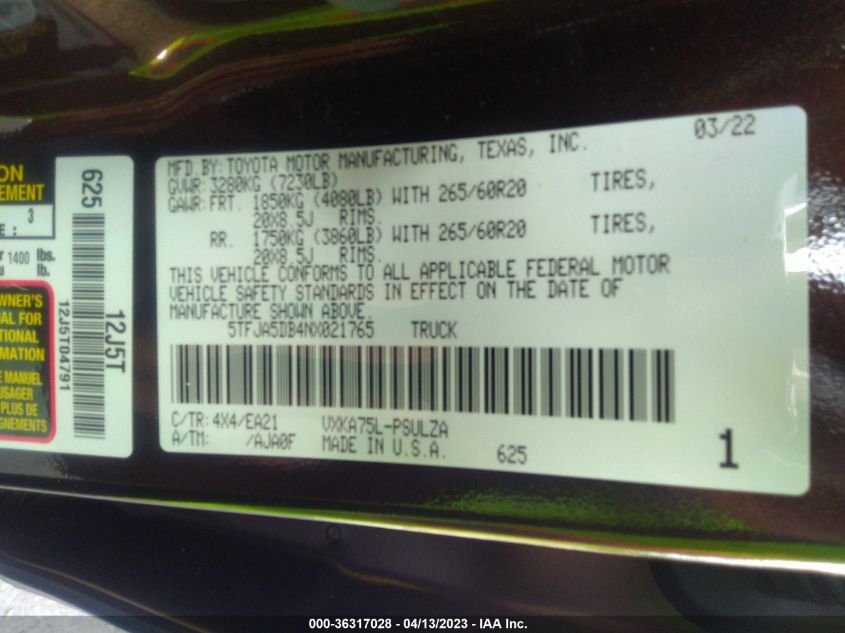 ON
EMENT
3
E :
r 1400 lbs.
u lb.
OWNER'S
UAL FOR
TIONAL
MATION
E MANUEL
USAGER
PLUS DE
GNEMENTS
625
12J5T
12J5T04791
03/22
MFD BY: TOYOTA MOTOR MANUFACTURING, TEXAS, INC.
GVWR: 3280KG (7230LB)
GAWR: FRT. 1850KG (4080LB) WITH 265/60R20 TIRES,
20X8.5J RIMS.
RR. 1750KG (3860LB) WITH 265/60R20 TIRES,
20X8.5J RIMS.
THIS VEHICLE CONFORMS TO ALL APPLICABLE FEDERAL MOTOR
VEHICLE SAFETY STANDARDS IN EFFECT ON THE DATE OF
MANUFACTURE SHOWN ABOVE.
5TFJA5DB4NX021765 TRUCK
C/TR: 4X4/EA21 VXKA75L-PSULZA
A/TM: /AJA0F MADE IN U.S.A. 625
1
000-36317028 - 04/13/2023 - IAA Inc.